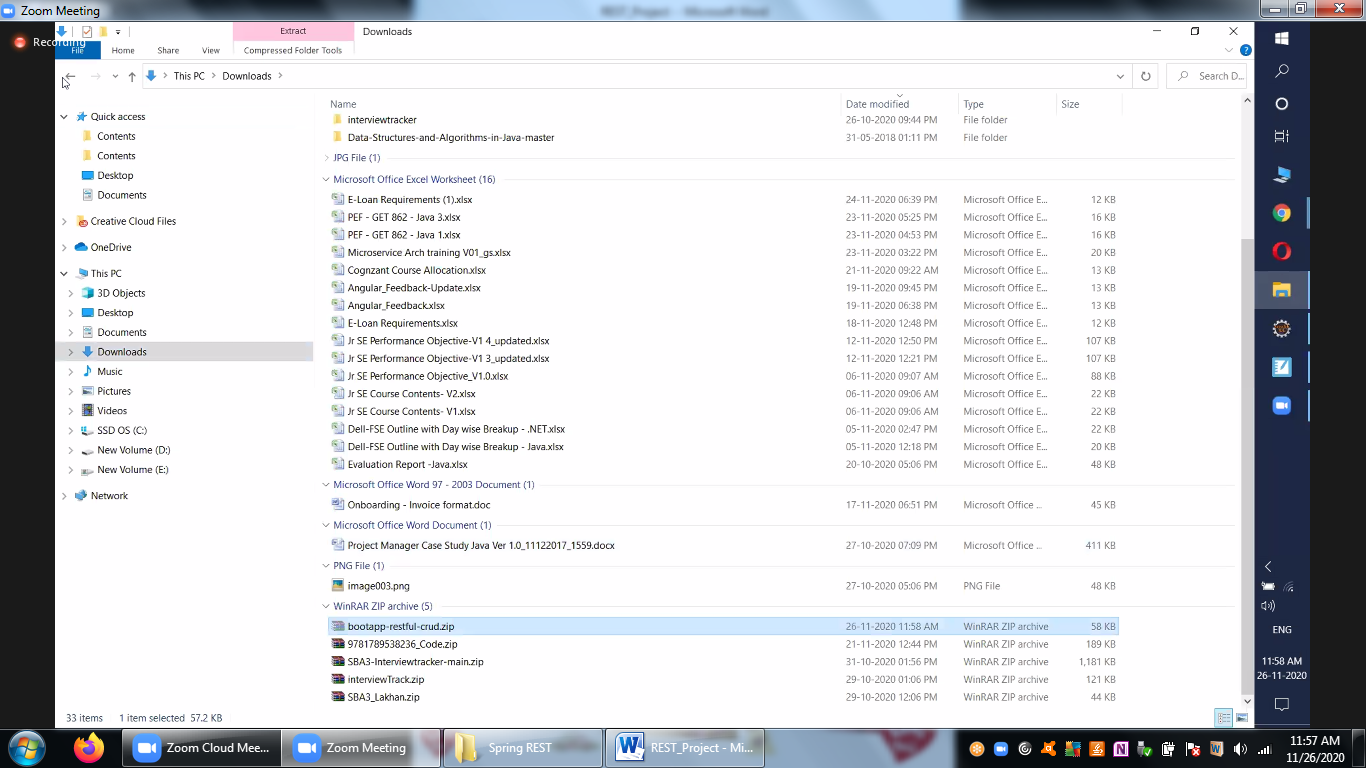 Zoom Meeting
REST_Project - Microsoft Word
Recording
Extract
Downloads
File
Home
Share
View
Compressed Folder Tools
This PC > Downloads >
Search D...
Name
Date modified
Type
Size
Quick access
Contents
Contents
Desktop
Documents
Creative Cloud Files
OneDrive
This PC
3D Objects
Desktop
Documents
Downloads
Music
Pictures
Videos
SSD OS (C:)
New Volume (D:)
New Volume (E:)
Network
interviewtracker 26-10-2020 09:44 PM File folder
Data-Structures-and-Algorithms-in-Java-master 31-05-2018 01:11 PM File folder
JPG File (1)
Microsoft Office Excel Worksheet (16)
E-Loan Requirements (1).xlsx 24-11-2020 06:39 PM Microsoft Office E... 12 KB
PEF - GET 862 - Java 3.xlsx 23-11-2020 05:25 PM Microsoft Office E... 16 KB
PEF - GET 862 - Java 1.xlsx 23-11-2020 04:53 PM Microsoft Office E... 16 KB
Microservice Arch training V01_gs.xlsx 23-11-2020 03:22 PM Microsoft Office E... 20 KB
Cognzant Course Allocation.xlsx 21-11-2020 09:22 AM Microsoft Office E... 13 KB
Angular_Feedback-Update.xlsx 19-11-2020 09:45 PM Microsoft Office E... 13 KB
Angular_Feedback.xlsx 19-11-2020 06:38 PM Microsoft Office E... 13 KB
E-Loan Requirements.xlsx 18-11-2020 12:48 PM Microsoft Office E... 12 KB
Jr SE Performance Objective-V1 4_updated.xlsx 12-11-2020 12:50 PM Microsoft Office E... 107 KB
Jr SE Performance Objective-V1 3_updated.xlsx 12-11-2020 12:21 PM Microsoft Office E... 107 KB
Jr SE Performance Objective_V1.0.xlsx 06-11-2020 09:07 AM Microsoft Office E... 88 KB
Jr SE Course Contents- V2.xlsx 06-11-2020 09:06 AM Microsoft Office E... 22 KB
Jr SE Course Contents- V1.xlsx 06-11-2020 09:06 AM Microsoft Office E... 22 KB
Dell-FSE Outline with Day wise Breakup - .NET.xlsx 05-11-2020 02:47 PM Microsoft Office E... 22 KB
Dell-FSE Outline with Day wise Breakup - Java.xlsx 05-11-2020 12:18 PM Microsoft Office E... 20 KB
Evaluation Report -Java.xlsx 20-10-2020 05:06 PM Microsoft Office E... 48 KB
Microsoft Office Word 97 - 2003 Document (1)
Onboarding - Invoice format.doc 17-11-2020 06:51 PM Microsoft Office .. 45 KB
Microsoft Office Word Document (1)
Project Manager Case Study Java Ver 1.0_11122017_1559.docx 27-10-2020 07:09 PM Microsoft Office .. 411 KB
PNG File (1)
image003.png 27-10-2020 05:06 PM PNG File 48 KB
WinRAR ZIP archive (5)
bootapp-restful-crud.zip 26-11-2020 11:58 AM WinRAR ZIP archive 58 KB
9781789538236_Code.zip 21-11-2020 12:44 PM WinRAR ZIP archive 189 KB
SBA3-Interviewtracker-main.zip 31-10-2020 01:56 PM WinRAR ZIP archive 1,181 KB
interviewTrack.zip 29-10-2020 01:06 PM WinRAR ZIP archive 121 KB
SBA3_Lakhan.zip 29-10-2020 12:06 PM WinRAR ZIP archive 44 KB
33 items 1 item selected 57.2 KB
ENG
11:58 AM
26-11-2020
Zoom Cloud Mee...
Zoom Meeting
Spring REST
REST_Project - Mi...
11:57 AM
11/26/2020